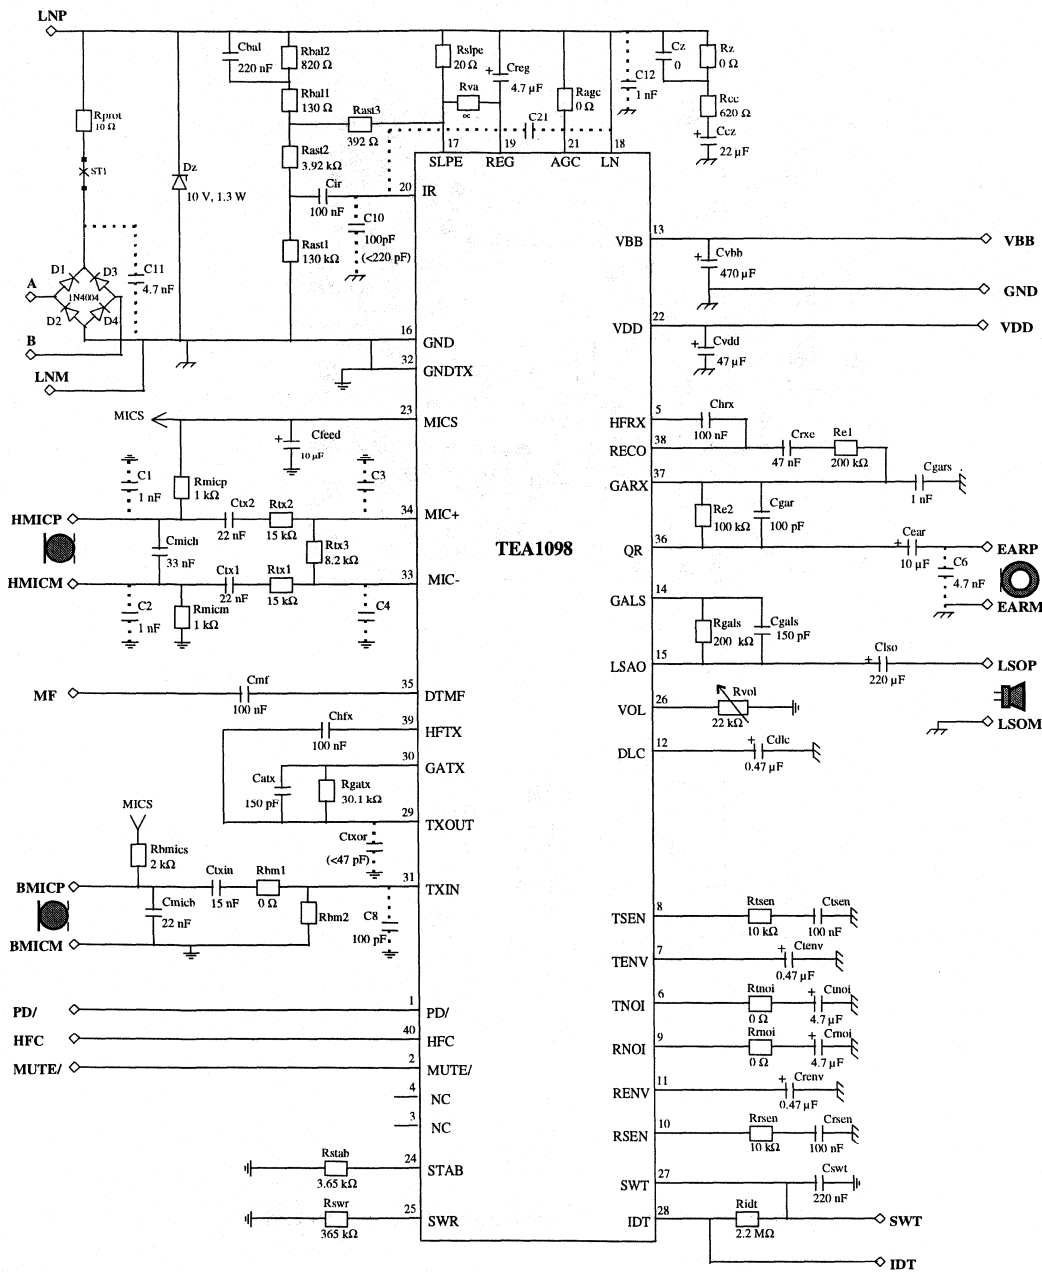 LNP
Cbal
220 nF
Rbal2
820 Ω
Rbal1
130 Ω
Rast3
392 Ω
Rast2
3.92 kΩ
Cir
100 nF
Rast1
130 kΩ
C10
100pF
(<220 pF)
Rslpe
20 Ω
Rva
∝
Creg
+
4.7 µF
Ragc
0 Ω
C21
C12
1 nF
Cz
0
Rz
0 Ω
Rcc
620 Ω
Ccz
+
22 µF
Rprot
10 Ω
ST1
Dz
10 V, 1.3 W
D1
D3
1N4004
D2
D4
C11
4.7 nF
A
B
LNM
17
SLPE
19
REG
21
AGC
18
LN
20
IR
16
GND
32
GNDTX
TEA1098
13
VBB
Cvbb
+
470 µF
VBB
GND
22
VDD
Cvdd
+
47 µF
VDD
MICS
23
MICS
Cfeed
+
10 µF
C1
1 nF
Rmicp
1 kΩ
C3
HMICP
Ctx2
22 nF
Rtx2
15 kΩ
34
MIC+
Cmich
33 nF
Rtx3
8.2 kΩ
HMICM
Ctx1
22 nF
Rtx1
15 kΩ
33
MIC-
C2
1 nF
Rmicm
1 kΩ
C4
5
HFRX
Chrx
100 nF
38
RECO
Crxe
47 nF
Re1
200 kΩ
37
GARX
Cgars
1 nF
Re2
100 kΩ
Cgar
100 pF
36
QR
Cear
+
10 µF
EARP
C6
4.7 nF
EARM
14
GALS
Rgals
200 kΩ
Cgals
150 pF
15
LSAO
Clso
+
220 µF
LSOP
LSOM
26
VOL
Rvol
22 kΩ
12
DLC
Cdlc
+
0.47 µF
MF
Cmf
100 nF
35
DTMF
Chfx
100 nF
39
HFTX
30
GATX
Catx
150 pF
Rgatx
30.1 kΩ
29
TXOUT
Ctxor
(<47 pF)
MICS
Rbmics
2 kΩ
BMICP
Ctxin
15 nF
Rbm1
0 Ω
31
TXIN
Cmicb
22 nF
Rbm2
C8
100 pF
BMICM
8
TSEN
Rtsen
10 kΩ
Ctsen
100 nF
7
TENV
Ctenv
+
0.47 µF
6
TNOI
Rtnoi
0 Ω
Ctnoi
+
4.7 µF
9
RNOI
Rrnoi
0 Ω
Crnoi
+
4.7 µF
11
RENV
Crenv
+
0.47 µF
10
RSEN
Rrsen
10 kΩ
Crsen
100 nF
27
SWT
Cswt
220 nF
28
IDT
Ridt
2.2 MΩ
SWT
IDT
PD/
1
PD/
HFC
40
HFC
MUTE/
2
MUTE/
4
NC
3
NC
Rstab
3.65 kΩ
24
STAB
Rswr
365 kΩ
25
SWR